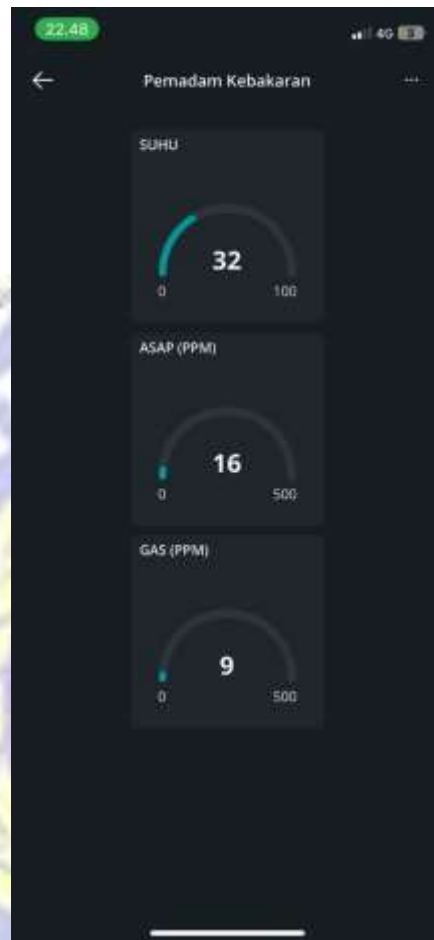 22.48
4G
Pemadam Kebakaran
SUHU
32
0 100
ASAP (PPM)
16
0 500
GAS (PPM)
9
0 500